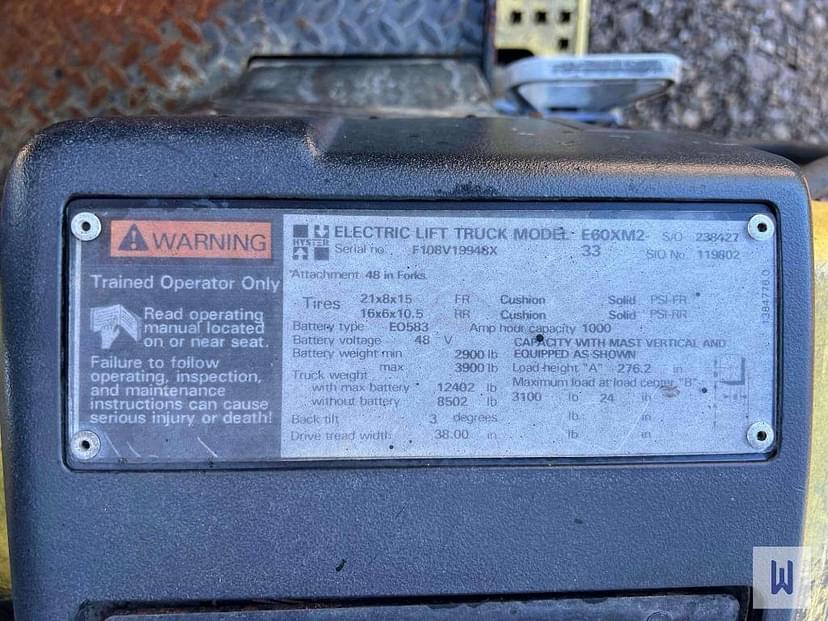 WARNING
Trained Operator Only
Read operating
manual located
on or near seat.
Failure to follow
operating, inspection,
and maintenance
instructions can cause
serious injury or death!
HYSTER
ELECTRIC LIFT TRUCK MODEL E60XM2- S/O 238427
Serial no. F108V19948X 33 SIO No 119802
Attachment 48 in Forks
Tires 21x8x15 FR Cushion Solid PSI-FR
16x6x10.5 RR Cushion Solid PSI-RR
Battery type EO583 Amp hour capacity 1000
Battery voltage 48 V CAPACITY WITH MAST VERTICAL AND
Battery weight min 2900 lb EQUIPPED AS SHOWN
max 3900 lb Load height "A" 276.2 in
Truck weight Maximum load at load center "B"
with max battery 12402 lb 3100 lb 24 in
without battery 8502 lb
Back tilt 3 degrees lb in
Drive tread width 38.00 in lb in
1384776.0
W